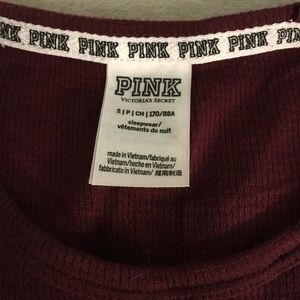 PINK PINK PINK PINK PINK PINK PINK
PINK
VICTORIA'S SECRET
S | P | CH | 170/88A
sleepwear/
vêtements de nuit
made in Vietnam/fabriqué au
Vietnam/hecho en Vietnam/
fabbricato in Vietnam/ 越南制造